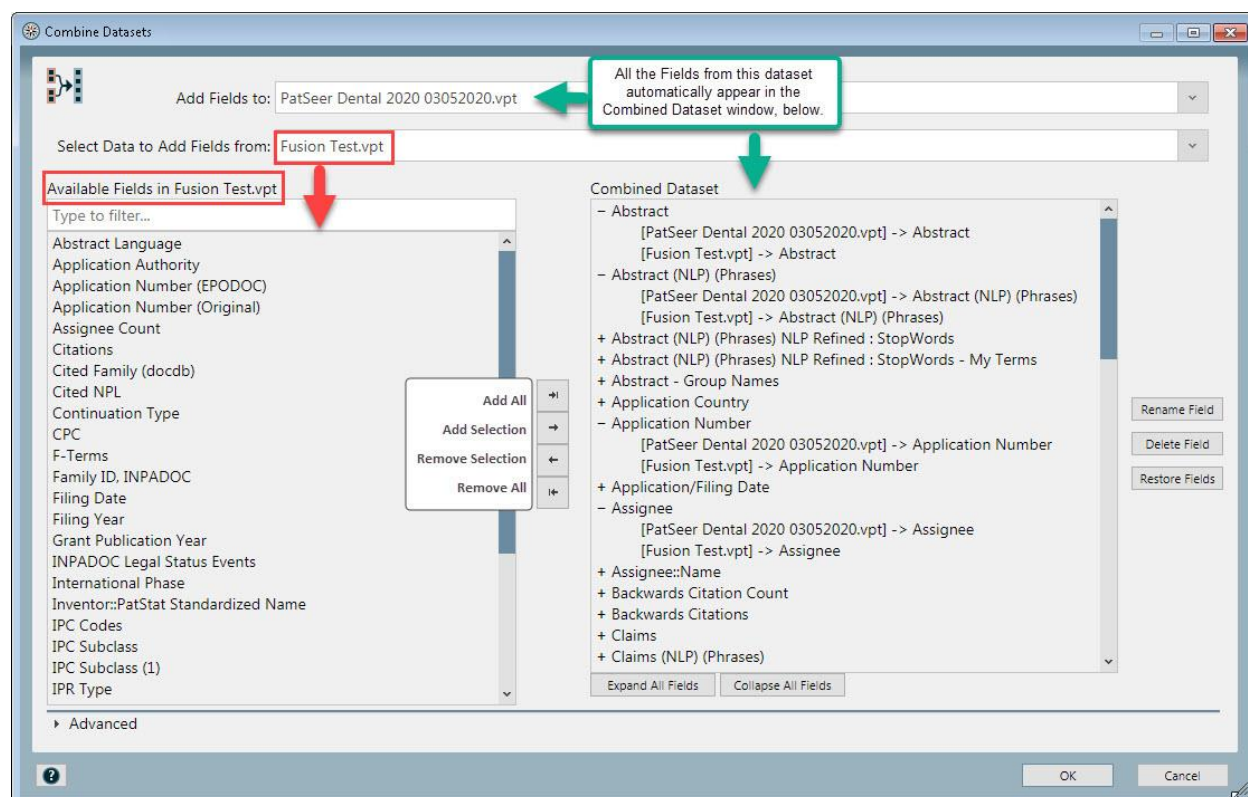 Combine Datasets
Add Fields to: PatSeer Dental 2020 03052020.vpt
All the Fields from this dataset
automatically appear in the
Combined Dataset window, below.
Select Data to Add Fields from: Fusion Test.vpt
Available Fields in Fusion Test.vpt
Type to filter...
Abstract Language
Application Authority
Application Number (EPODOC)
Application Number (Original)
Assignee Count
Citations
Cited Family (docdb)
Cited NPL
Continuation Type
CPC
F-Terms
Family ID, INPADOC
Filing Date
Filing Year
Grant Publication Year
INPADOC Legal Status Events
International Phase
Inventor::PatStat Standardized Name
IPC Codes
IPC Subclass
IPC Subclass (1)
IPR Type
Add All
Add Selection
Remove Selection
Remove All
Combined Dataset
− Abstract
[PatSeer Dental 2020 03052020.vpt] -> Abstract
[Fusion Test.vpt] -> Abstract
− Abstract (NLP) (Phrases)
[PatSeer Dental 2020 03052020.vpt] -> Abstract (NLP) (Phrases)
[Fusion Test.vpt] -> Abstract (NLP) (Phrases)
+ Abstract (NLP) (Phrases) NLP Refined : StopWords
+ Abstract (NLP) (Phrases) NLP Refined : StopWords - My Terms
+ Abstract - Group Names
+ Application Country
− Application Number
[PatSeer Dental 2020 03052020.vpt] -> Application Number
[Fusion Test.vpt] -> Application Number
+ Application/Filing Date
− Assignee
[PatSeer Dental 2020 03052020.vpt] -> Assignee
[Fusion Test.vpt] -> Assignee
+ Assignee::Name
+ Backwards Citation Count
+ Backwards Citations
+ Claims
+ Claims (NLP) (Phrases)
Expand All Fields
Collapse All Fields
Rename Field
Delete Field
Restore Fields
Advanced
?
OK
Cancel